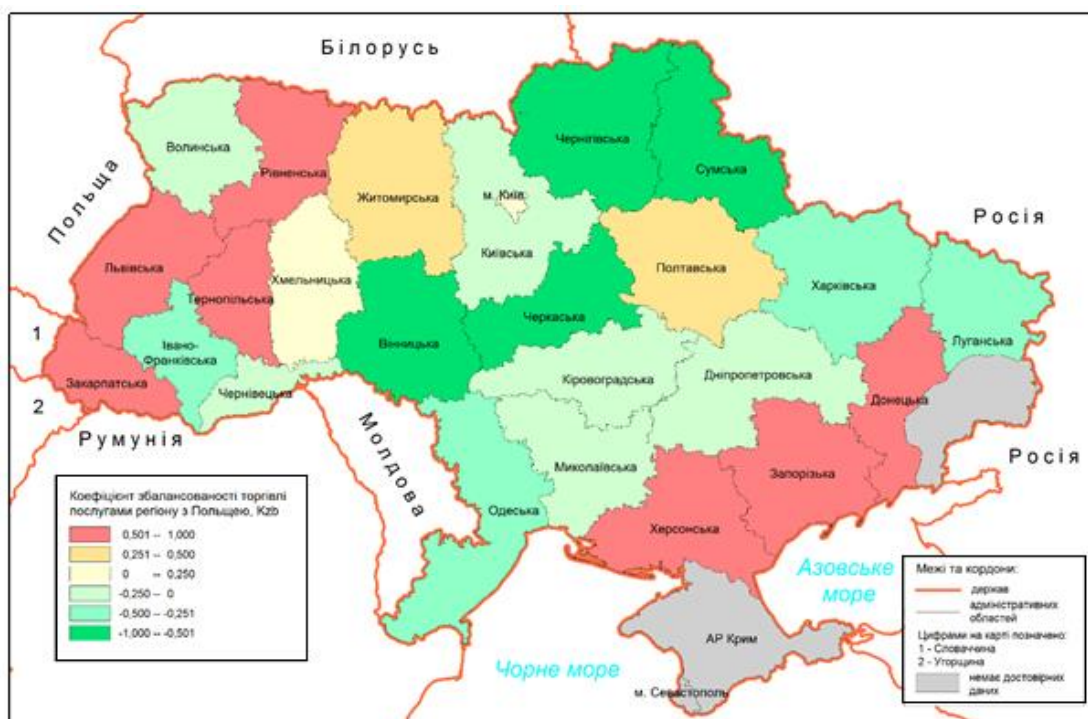 Білорусь
Польща
Росія
Волинська
Рівненська
Житомирська
м. Київ
Київська
Чернігівська
Сумська
Львівська
Тернопільська
Хмельницька
Полтавська
Харківська
Луганська
1
Івано-
Франківська
Вінницька
Черкаська
Закарпатська
Чернівецька
Кіровоградська
Дніпропетровська
Донецька
2
Румунія
Молдова
Росія
Миколаївська
Запорізька
Одеська
Херсонська
Азовське
море
АР Крим
Чорне море
м. Севастополь
Коефіцієнт збалансованості торгівлі
послугами регіону з Польщею, Kzb
0,501 -- 1,000
0,251 -- 0,500
0 -- 0,250
-0,250 -- 0
-0,500 -- -0,251
-1,000 -- -0,501
Межі та кордони:
держав
адміністративних
областей
Цифрами на карті позначено:
1 - Словаччина
2 - Угорщина
немає достовірних
даних